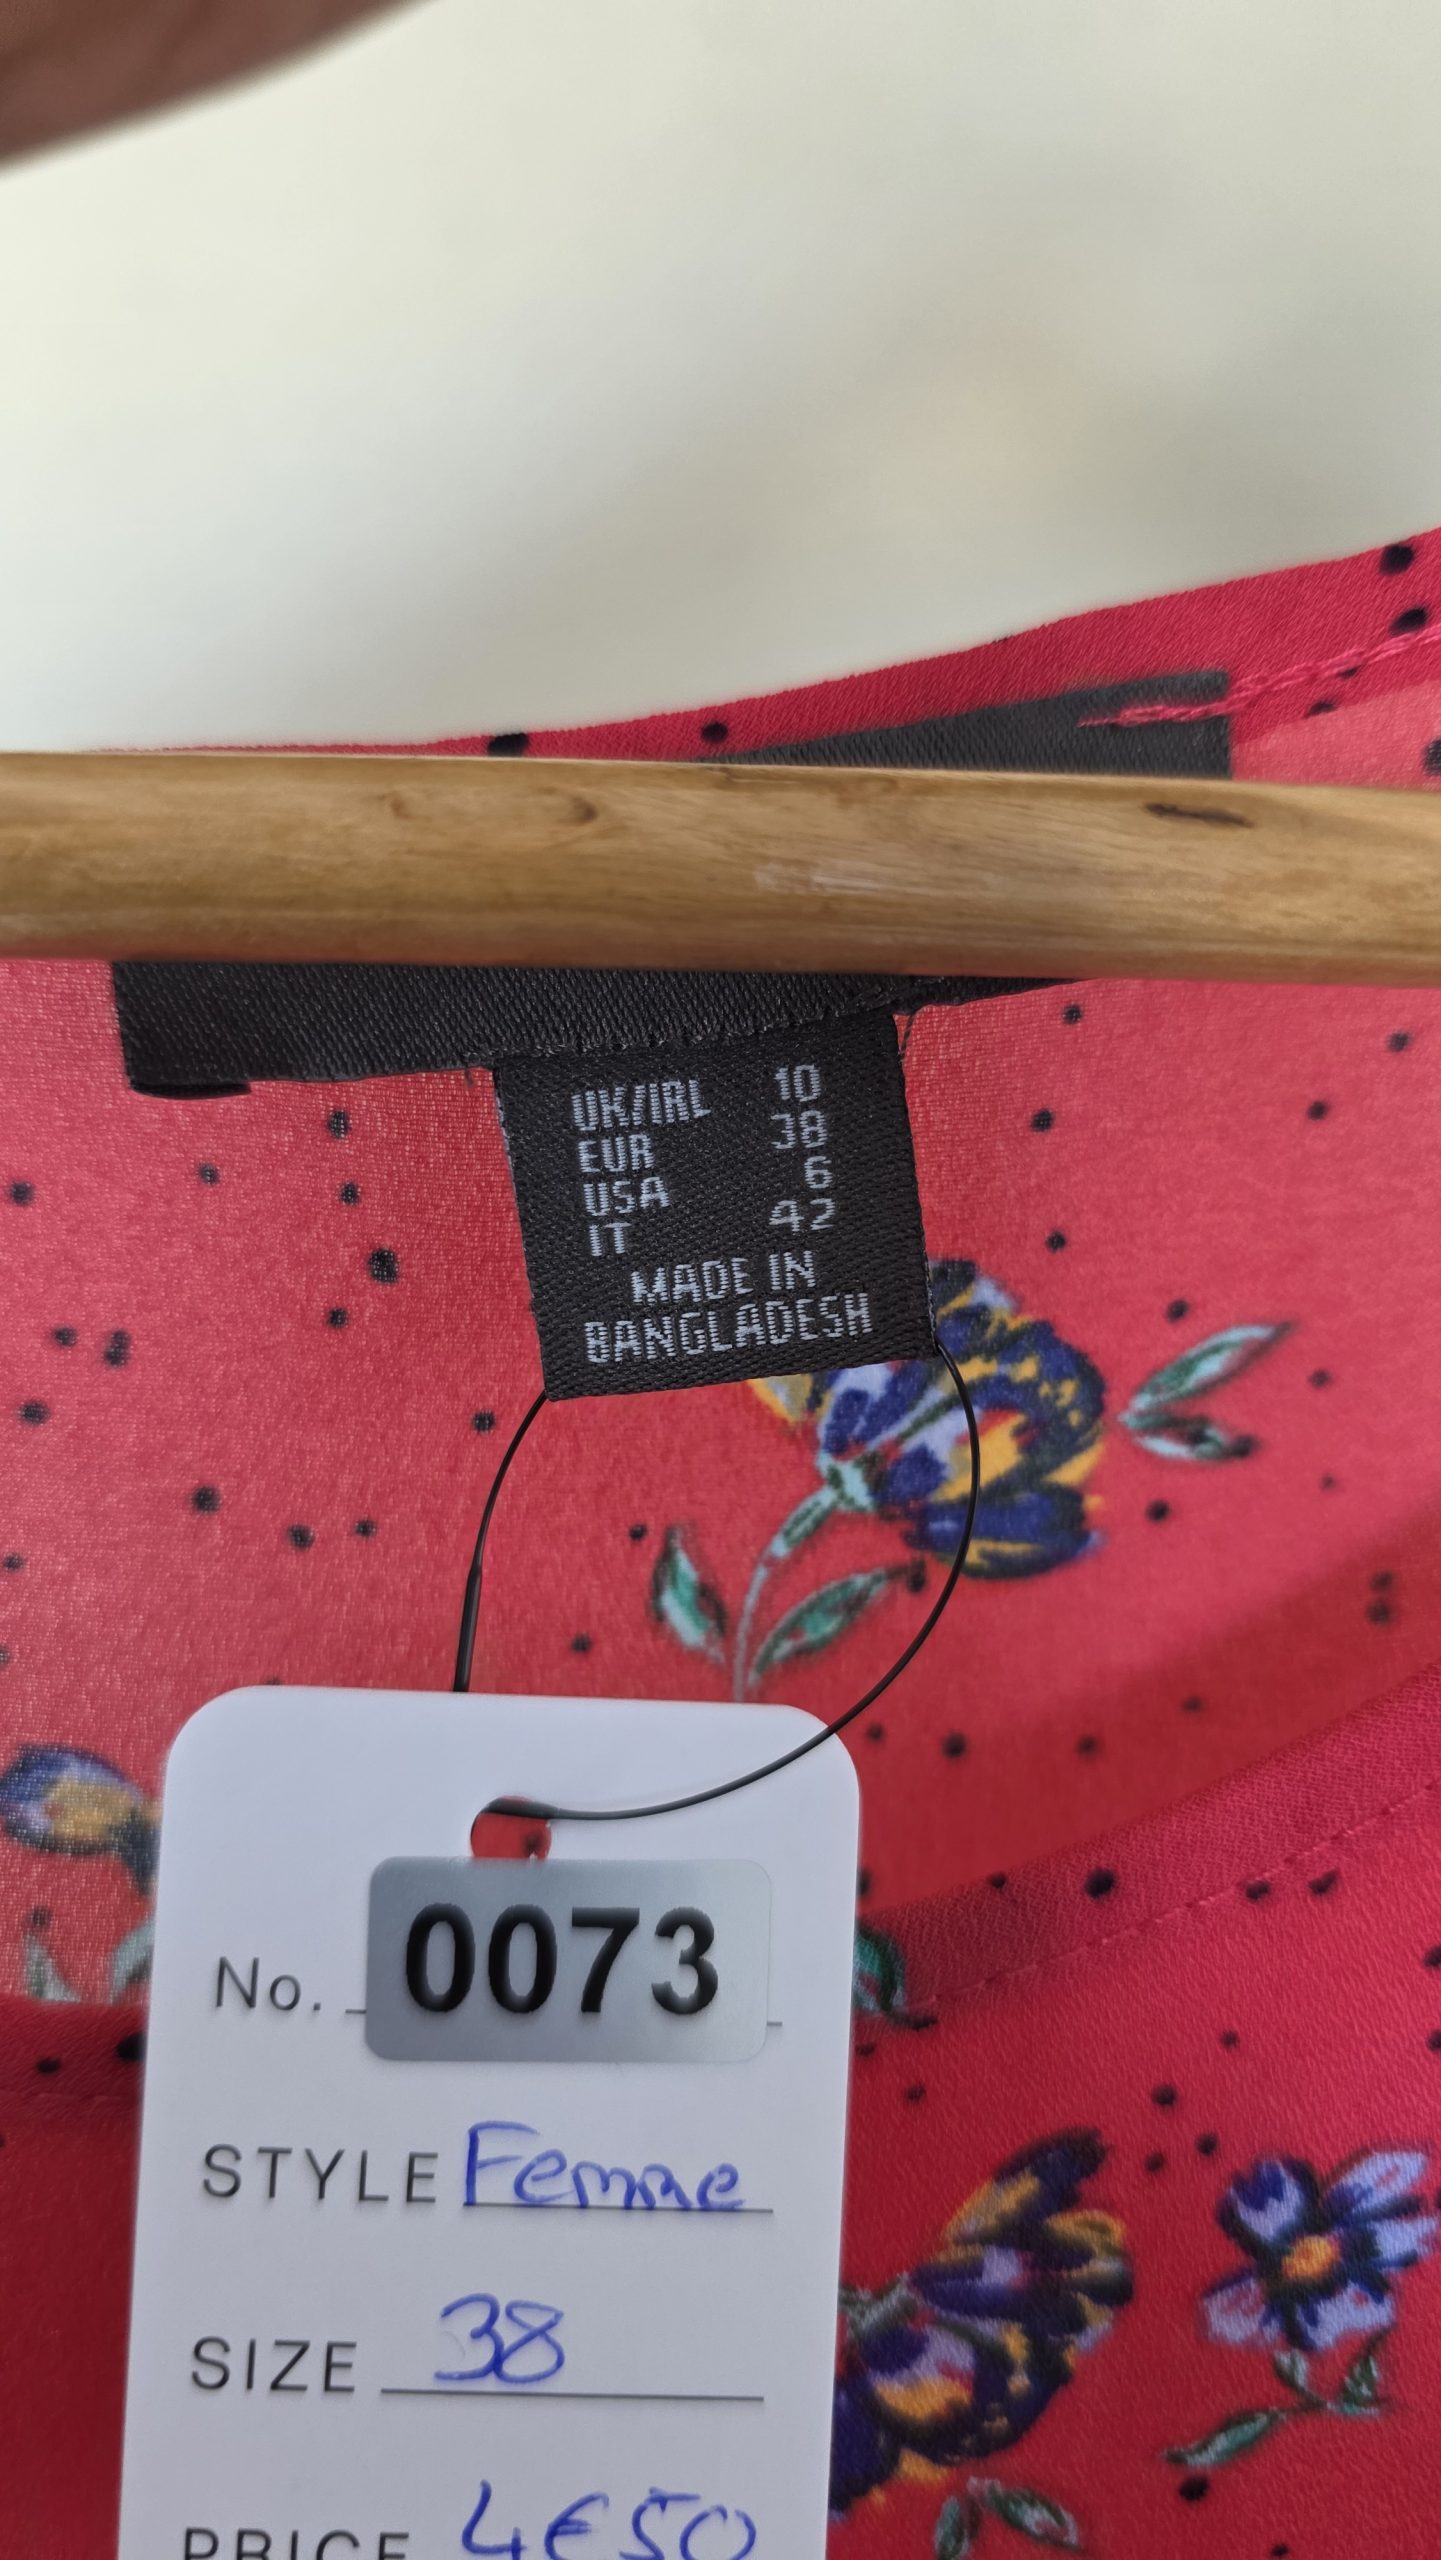 UK/IRL 10
EUR 38
USA 6
IT 42
MADE IN
BANGLADESH
No. 0073
STYLE Femme
SIZE 38
PRICE 4€50